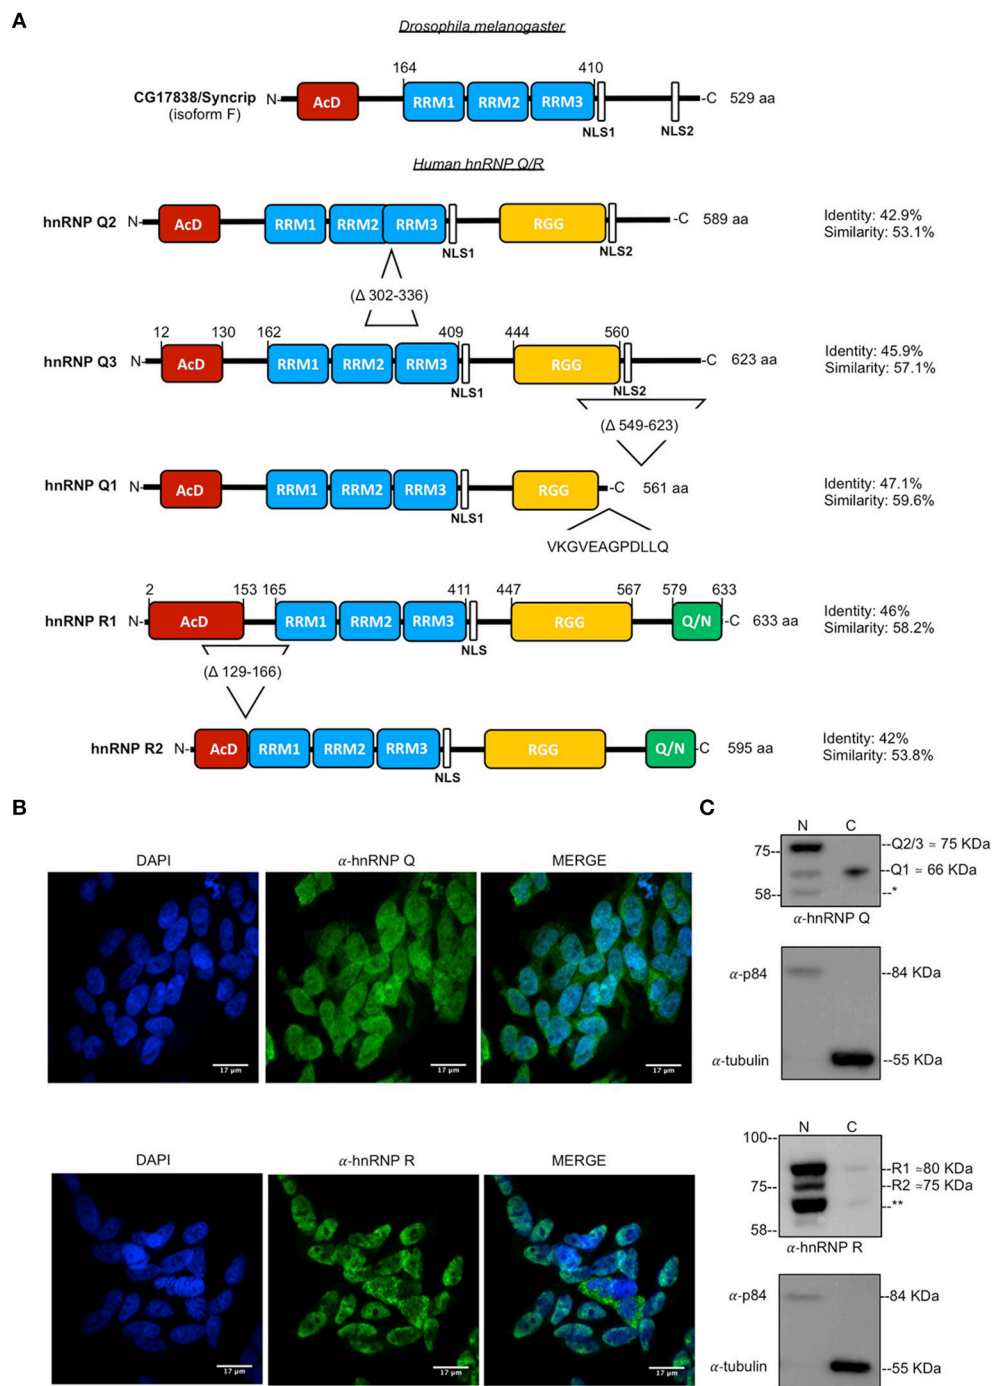 A
Drosophila melanogaster
164 410
CG17838/Syncrip
(isoform F)
N- AcD RRM1 RRM2 RRM3 -C 529 aa
NLS1 NLS2
Human hnRNP Q/R
hnRNP Q2 N- AcD RRM1 RRM2 RRM3 RGG -C 589 aa
NLS1 NLS2
Identity: 42.9%
Similarity: 53.1%
(Δ 302-336)
12 130 162 409 444 560
hnRNP Q3 N- AcD RRM1 RRM2 RRM3 RGG -C 623 aa
NLS1 NLS2
Identity: 45.9%
Similarity: 57.1%
(Δ 549-623)
hnRNP Q1 N- AcD RRM1 RRM2 RRM3 RGG -C 561 aa
NLS1
Identity: 47.1%
Similarity: 59.6%
VKGVEAGPDLLQ
2 153 165 411 447 567 579 633
hnRNP R1 N- AcD RRM1 RRM2 RRM3 RGG Q/N -C 633 aa
NLS
Identity: 46%
Similarity: 58.2%
(Δ 129-166)
hnRNP R2 N- AcD RRM1 RRM2 RRM3 RGG Q/N -C 595 aa
NLS
Identity: 42%
Similarity: 53.8%
B
DAPI α-hnRNP Q MERGE
17 μm 17 μm 17 μm
DAPI α-hnRNP R MERGE
17 μm 17 μm 17 μm
C
N C
75-- --Q2/3 ≃ 75 KDa
--Q1 ≃ 66 KDa
58-- --*
α-hnRNP Q
α-p84 --84 KDa
α-tubulin --55 KDa
N C
100--
--R1 ≃80 KDa
75-- --R2 ≃75 KDa
--**
58--
α-hnRNP R
α-p84 --84 KDa
α-tubulin --55 KDa